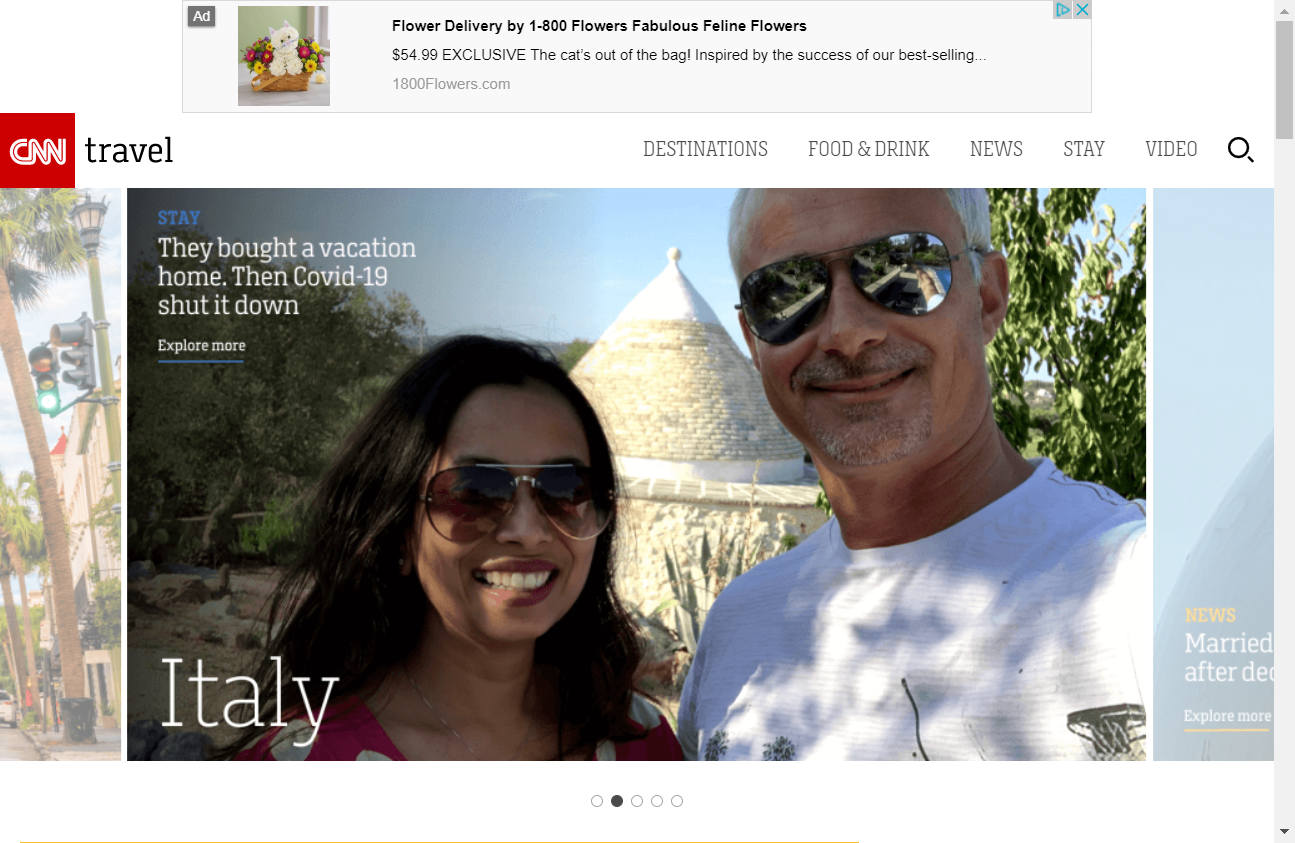 Ad
Flower Delivery by 1-800 Flowers Fabulous Feline Flowers
$54.99 EXCLUSIVE The cat's out of the bag! Inspired by the success of our best-selling...
1800Flowers.com
CNN travel
DESTINATIONS FOOD & DRINK NEWS STAY VIDEO
STAY
They bought a vacation
home. Then Covid-19
shut it down
Explore more
Italy
NEWS
Married
after dec
Explore more